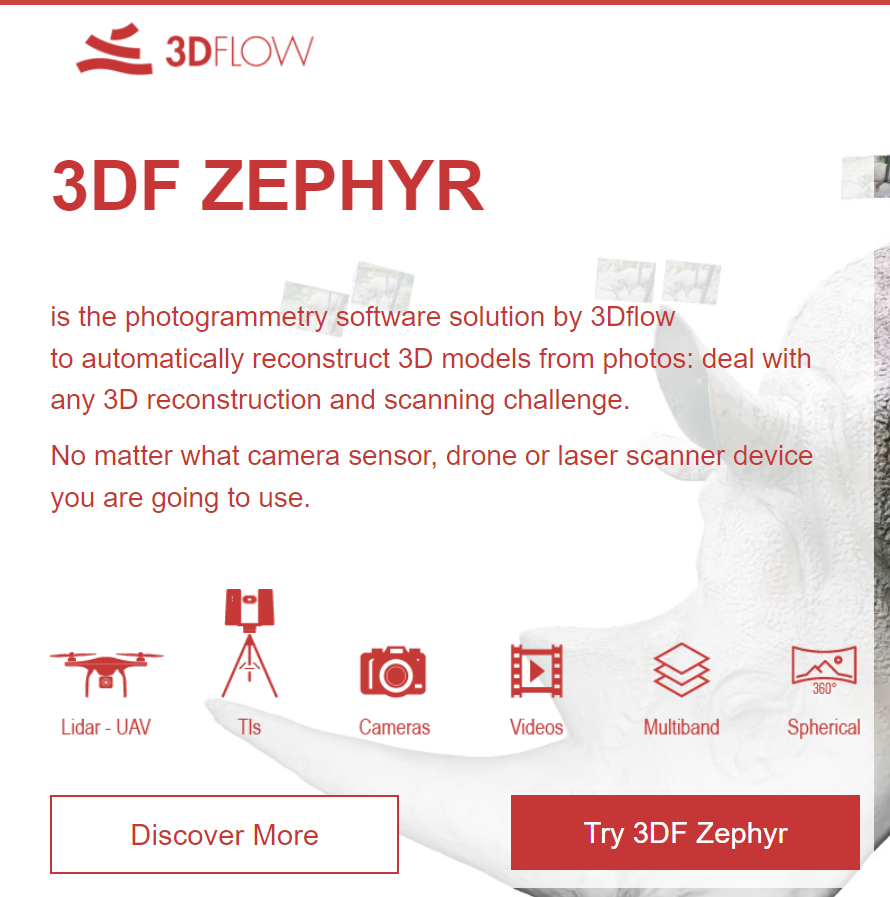 3DFLOW
3DF ZEPHYR
is the photogrammetry software solution by 3Dflow
to automatically reconstruct 3D models from photos: deal with
any 3D reconstruction and scanning challenge.
No matter what camera sensor, drone or laser scanner device
you are going to use.
360°
Lidar - UAV
Tls
Cameras
Videos
Multiband
Spherical
Discover More
Try 3DF Zephyr